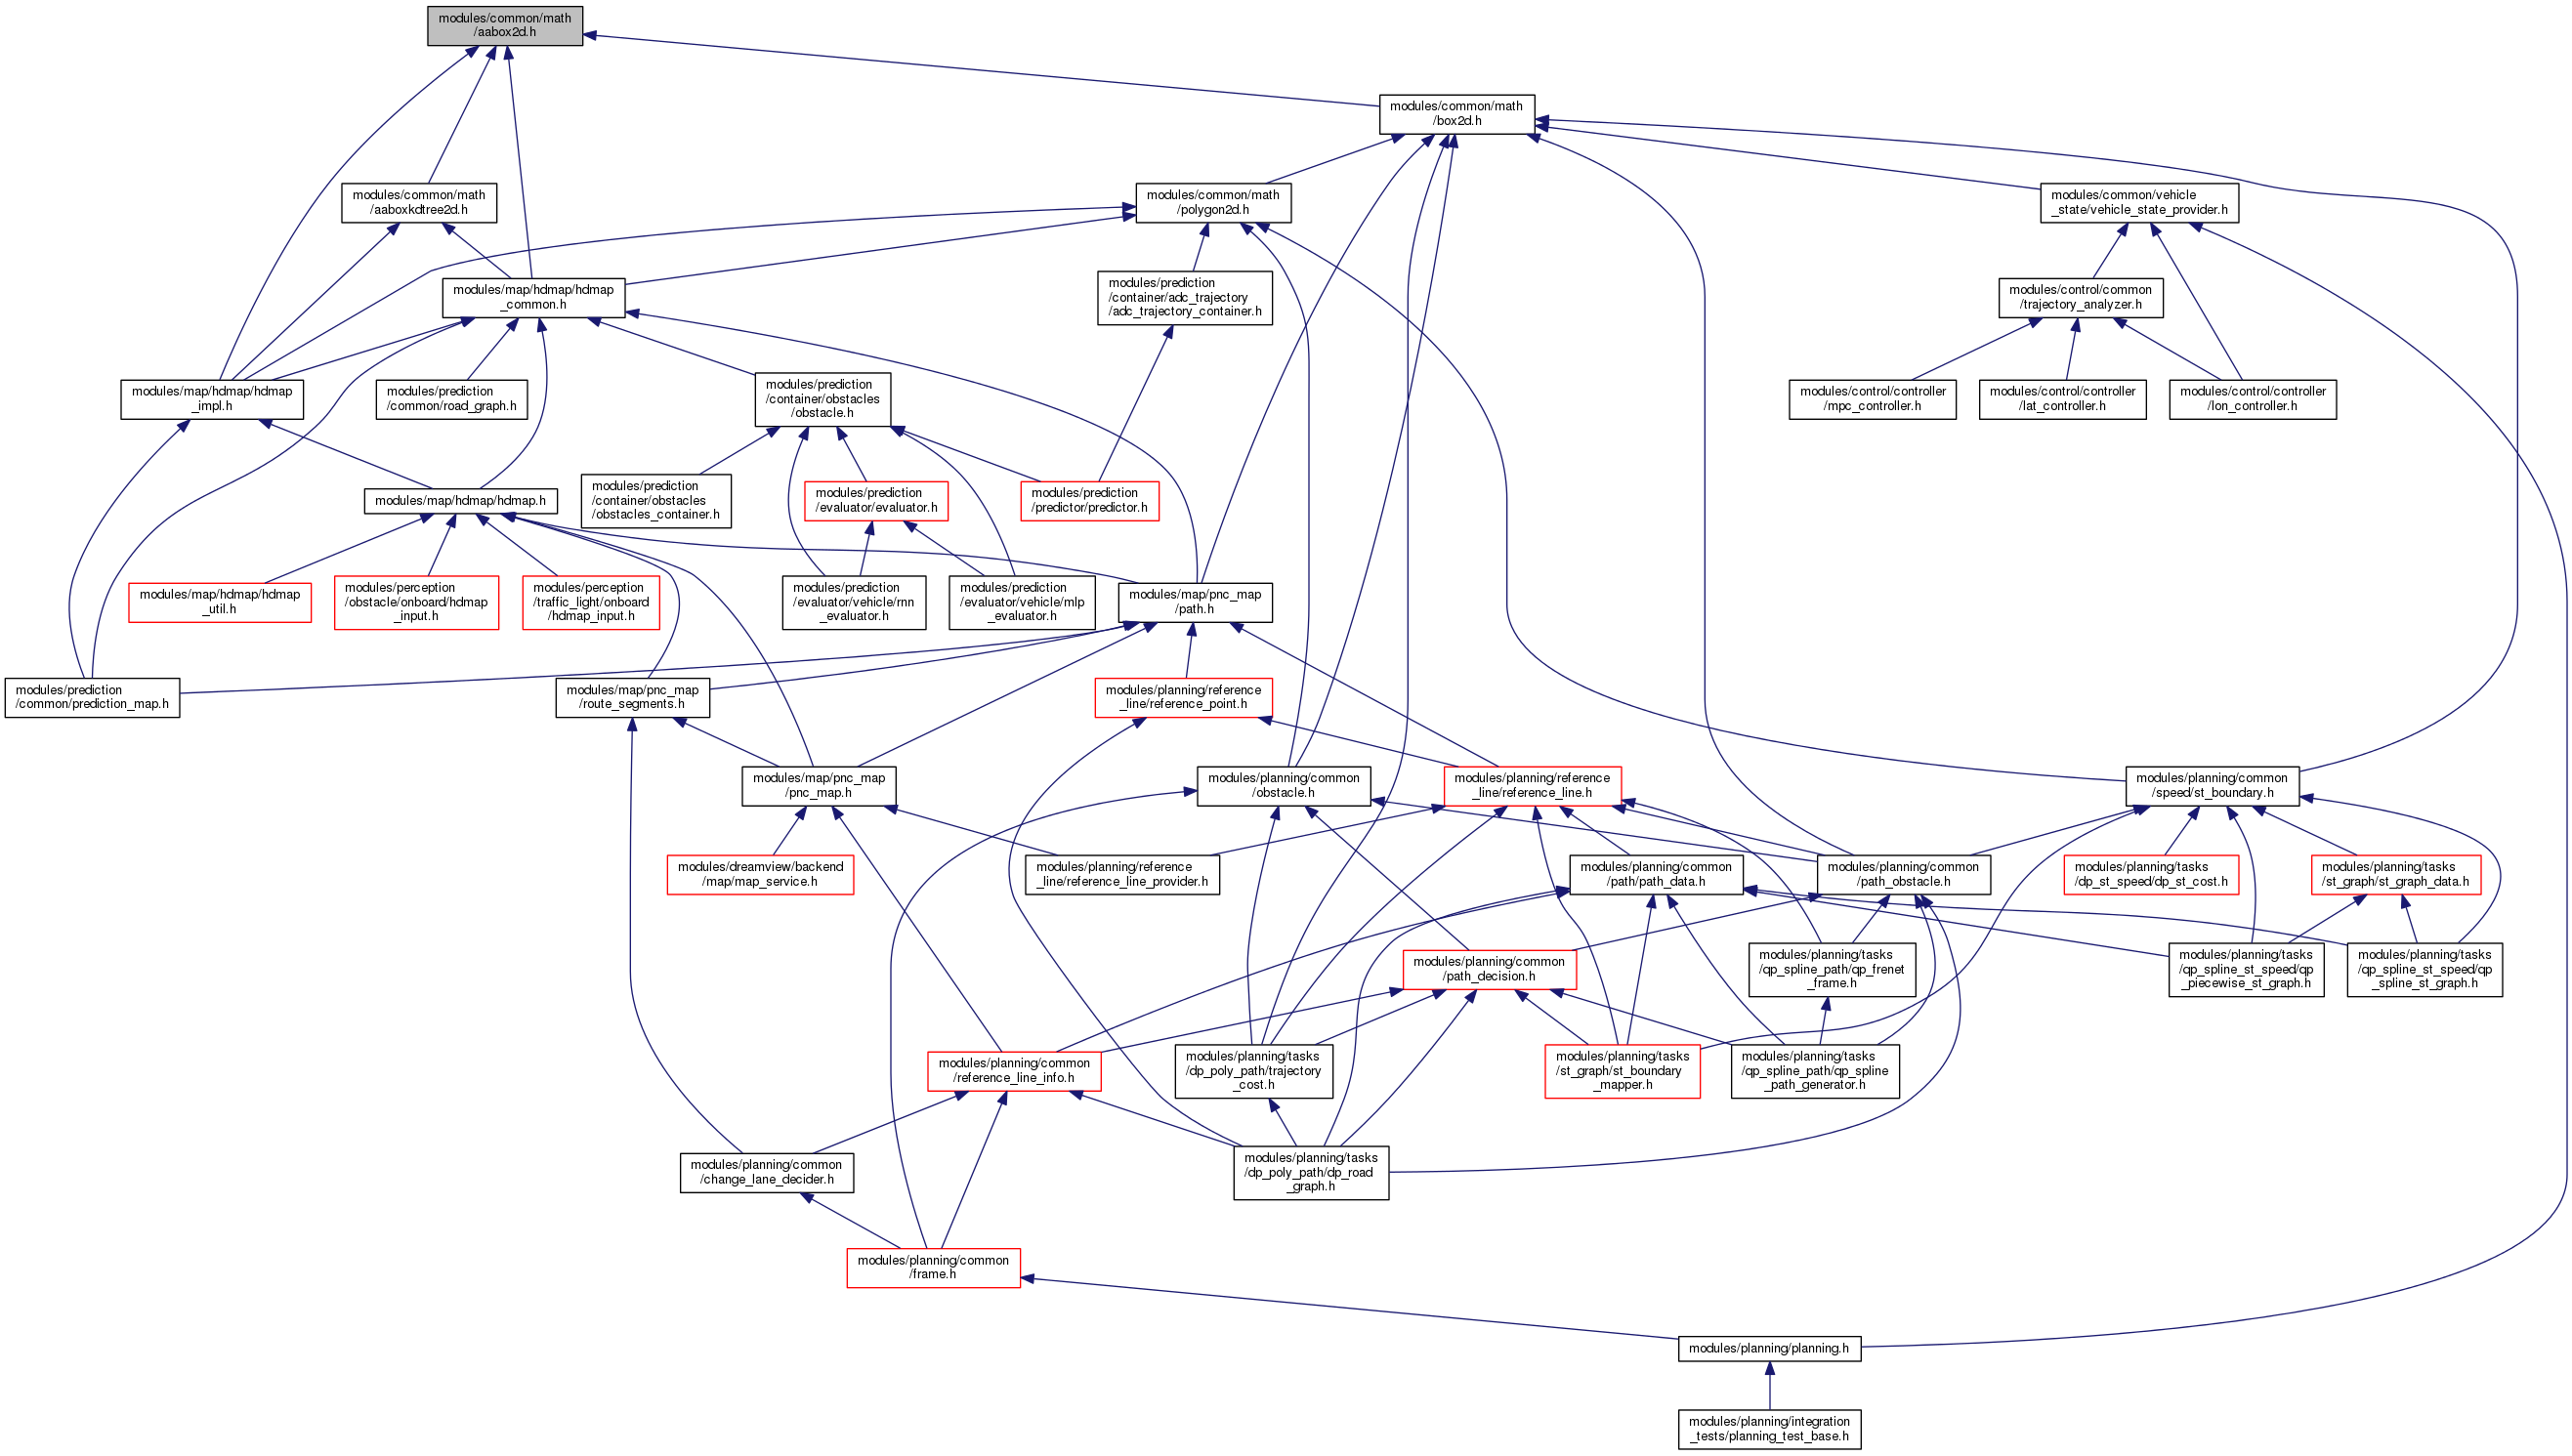 modules/common/math
/aabox2d.h
modules/common/math
/box2d.h
modules/common/math
/aaboxkdtree2d.h
modules/common/math
/polygon2d.h
modules/common/vehicle
_state/vehicle_state_provider.h
modules/map/hdmap/hdmap
_common.h
modules/prediction
/container/adc_trajectory
/adc_trajectory_container.h
modules/control/common
/trajectory_analyzer.h
modules/map/hdmap/hdmap
_impl.h
modules/prediction
/common/road_graph.h
modules/prediction
/container/obstacles
/obstacle.h
modules/control/controller
/mpc_controller.h
modules/control/controller
/lat_controller.h
modules/control/controller
/lon_controller.h
modules/map/hdmap/hdmap.h
modules/prediction
/container/obstacles
/obstacles_container.h
modules/prediction
/evaluator/evaluator.h
modules/prediction
/predictor/predictor.h
modules/map/hdmap/hdmap
_util.h
modules/perception
/obstacle/onboard/hdmap
_input.h
modules/perception
/traffic_light/onboard
/hdmap_input.h
modules/prediction
/evaluator/vehicle/rnn
_evaluator.h
modules/prediction
/evaluator/vehicle/mlp
_evaluator.h
modules/map/pnc_map
/path.h
modules/prediction
/common/prediction_map.h
modules/map/pnc_map
/route_segments.h
modules/planning/reference
_line/reference_point.h
modules/map/pnc_map
/pnc_map.h
modules/planning/common
/obstacle.h
modules/planning/reference
_line/reference_line.h
modules/planning/common
/speed/st_boundary.h
modules/dreamview/backend
/map/map_service.h
modules/planning/reference
_line/reference_line_provider.h
modules/planning/common
/path/path_data.h
modules/planning/common
/path_obstacle.h
modules/planning/tasks
/dp_st_speed/dp_st_cost.h
modules/planning/tasks
/st_graph/st_graph_data.h
modules/planning/common
/path_decision.h
modules/planning/tasks
/qp_spline_path/qp_frenet
_frame.h
modules/planning/tasks
/qp_spline_st_speed/qp
_piecewise_st_graph.h
modules/planning/tasks
/qp_spline_st_speed/qp
_spline_st_graph.h
modules/planning/common
/reference_line_info.h
modules/planning/tasks
/dp_poly_path/trajectory
_cost.h
modules/planning/tasks
/st_graph/st_boundary
_mapper.h
modules/planning/tasks
/qp_spline_path/qp_spline
_path_generator.h
modules/planning/common
/change_lane_decider.h
modules/planning/tasks
/dp_poly_path/dp_road
_graph.h
modules/planning/common
/frame.h
modules/planning/planning.h
modules/planning/integration
_tests/planning_test_base.h